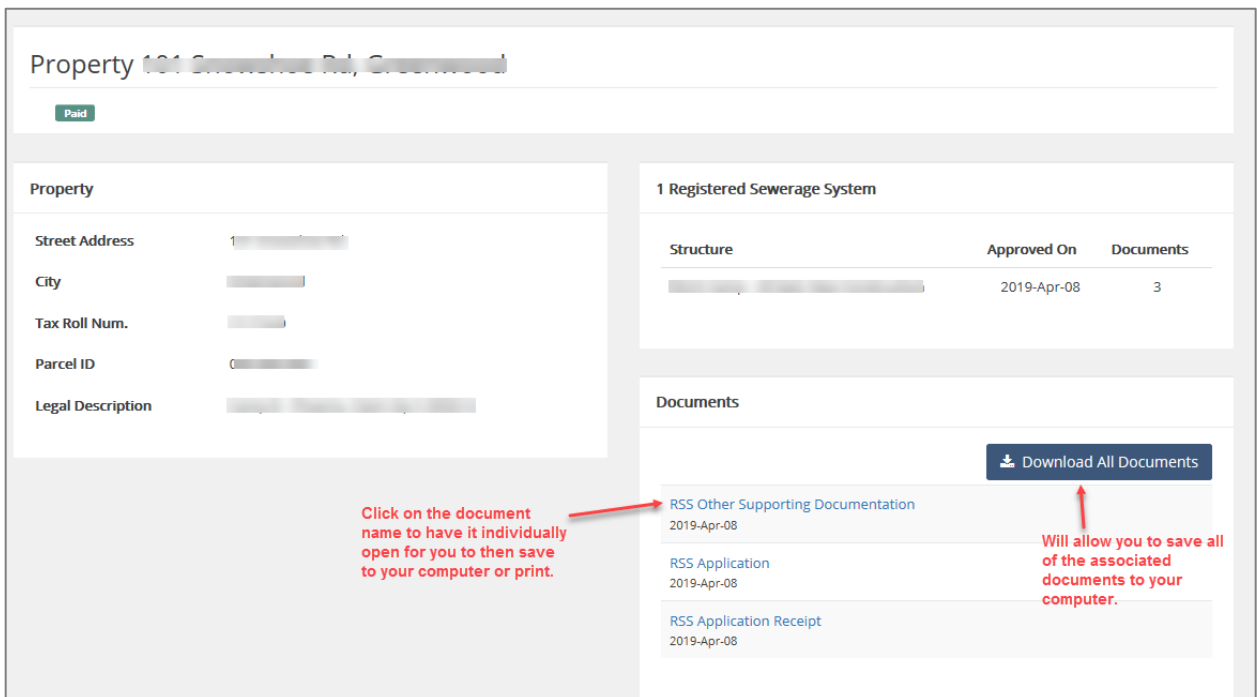 Property
Paid
Property
Street Address
City
Tax Roll Num.
Parcel ID
Legal Description
1 Registered Sewerage System
Structure Approved On Documents
2019-Apr-08 3
Documents
Download All Documents
RSS Other Supporting Documentation
2019-Apr-08
RSS Application
2019-Apr-08
RSS Application Receipt
2019-Apr-08
Click on the document
name to have it individually
open for you to then save
to your computer or print.
Will allow you to save all
of the associated
documents to your
computer.